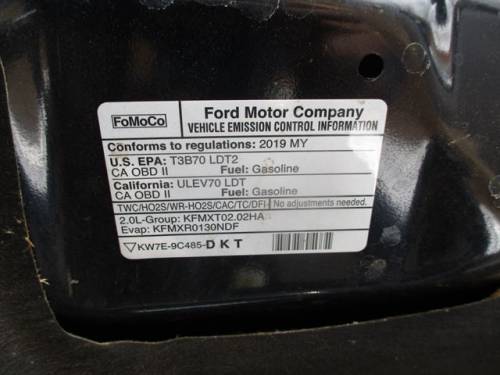 FoMoCo
Ford Motor Company
VEHICLE EMISSION CONTROL INFORMATION
Conforms to regulations: 2019 MY
U.S. EPA: T3B70 LDT2
CA OBD II Fuel: Gasoline
California: ULEV70 LDT
CA OBD II Fuel: Gasoline
TWC/HO2S/WR-HO2S/CAC/TC/DFI No adjustments needed.
2.0L-Group: KFMXT02.02HA
Evap: KFMXR0130NDF
KW7E-9C485-DKT